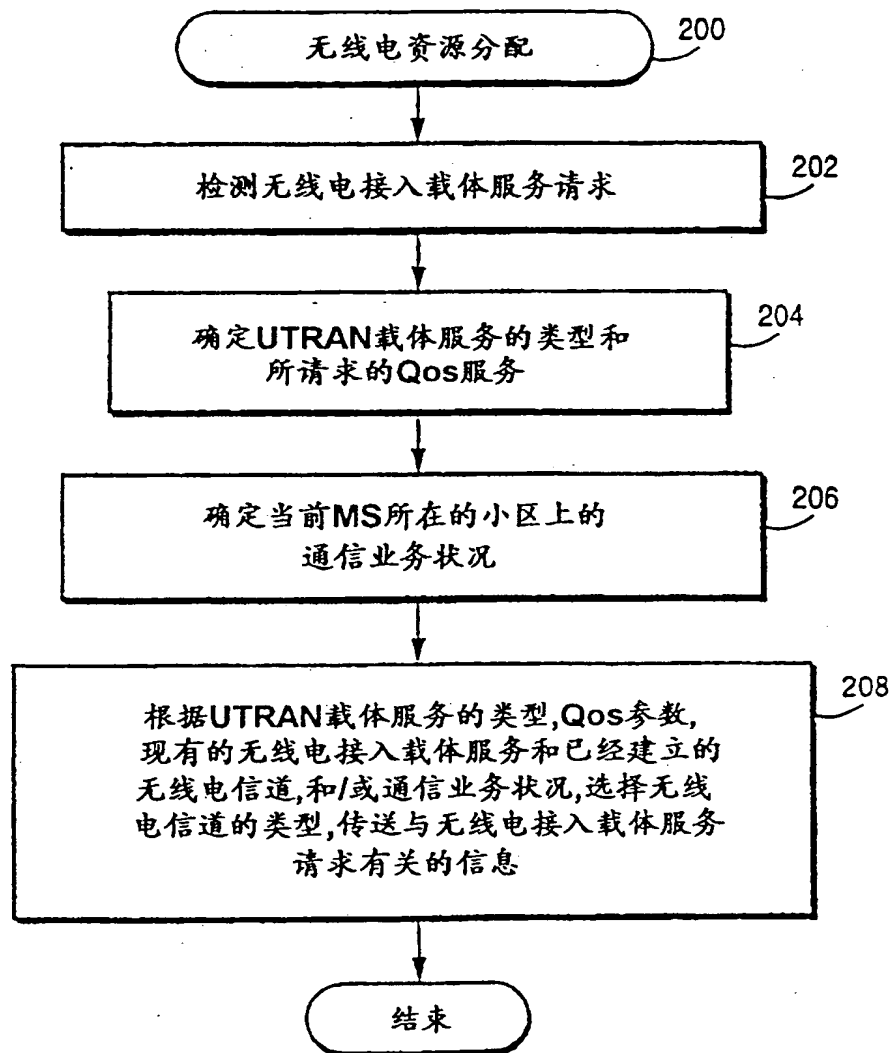 无线电资源分配
200
检测无线电接入载体服务请求
202
确定UTRAN载体服务的类型和
所请求的Qos服务
204
确定当前MS所在的小区上的
通信业务状况
206
根据UTRAN载体服务的类型,Qos参数,
现有的无线电接入载体服务和已经建立的
无线电信道,和/或通信业务状况,选择无线
电信道的类型,传送与无线电接入载体服务
请求有关的信息
208
结束